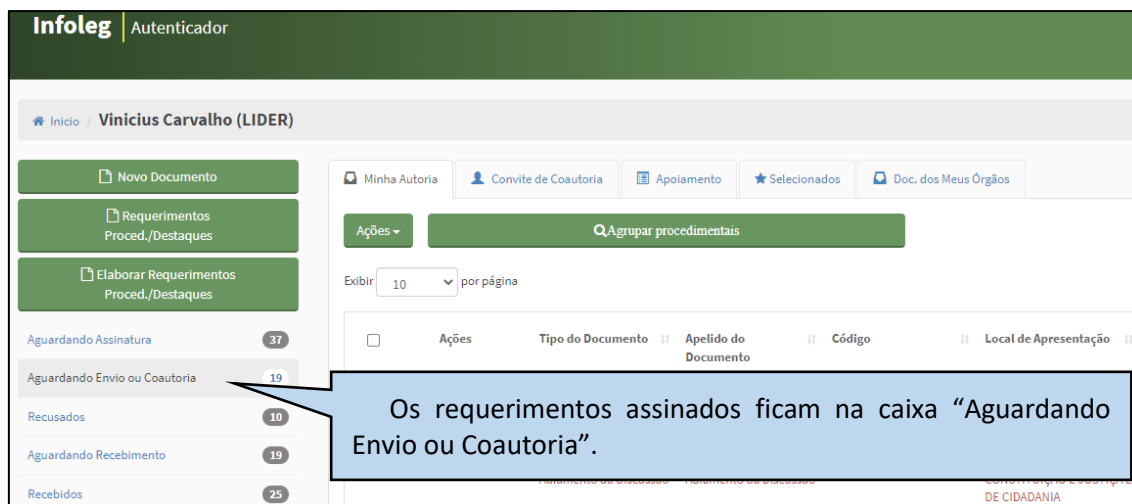 Infoleg Autenticador
Inicio / Vinicius Carvalho (LIDER)
Novo Documento
Requerimentos
Proced./Destaques
Elaborar Requerimentos
Proced./Destaques
Aguardando Assinatura 37
Aguardando Envio ou Coautoria 19
Recusados 10
Aguardando Recebimento 19
Recebidos 25
Minha Autoria Convite de Coautoria Apoiamento Selecionados Doc. dos Meus Órgãos
Ações Agrupar procedimentais
Exibir 10 por página
Ações Tipo do Documento Apelido do Documento Código Local de Apresentação
Os requerimentos assinados ficam na caixa “Aguardando
Envio ou Coautoria”.
DE CIDADANIA